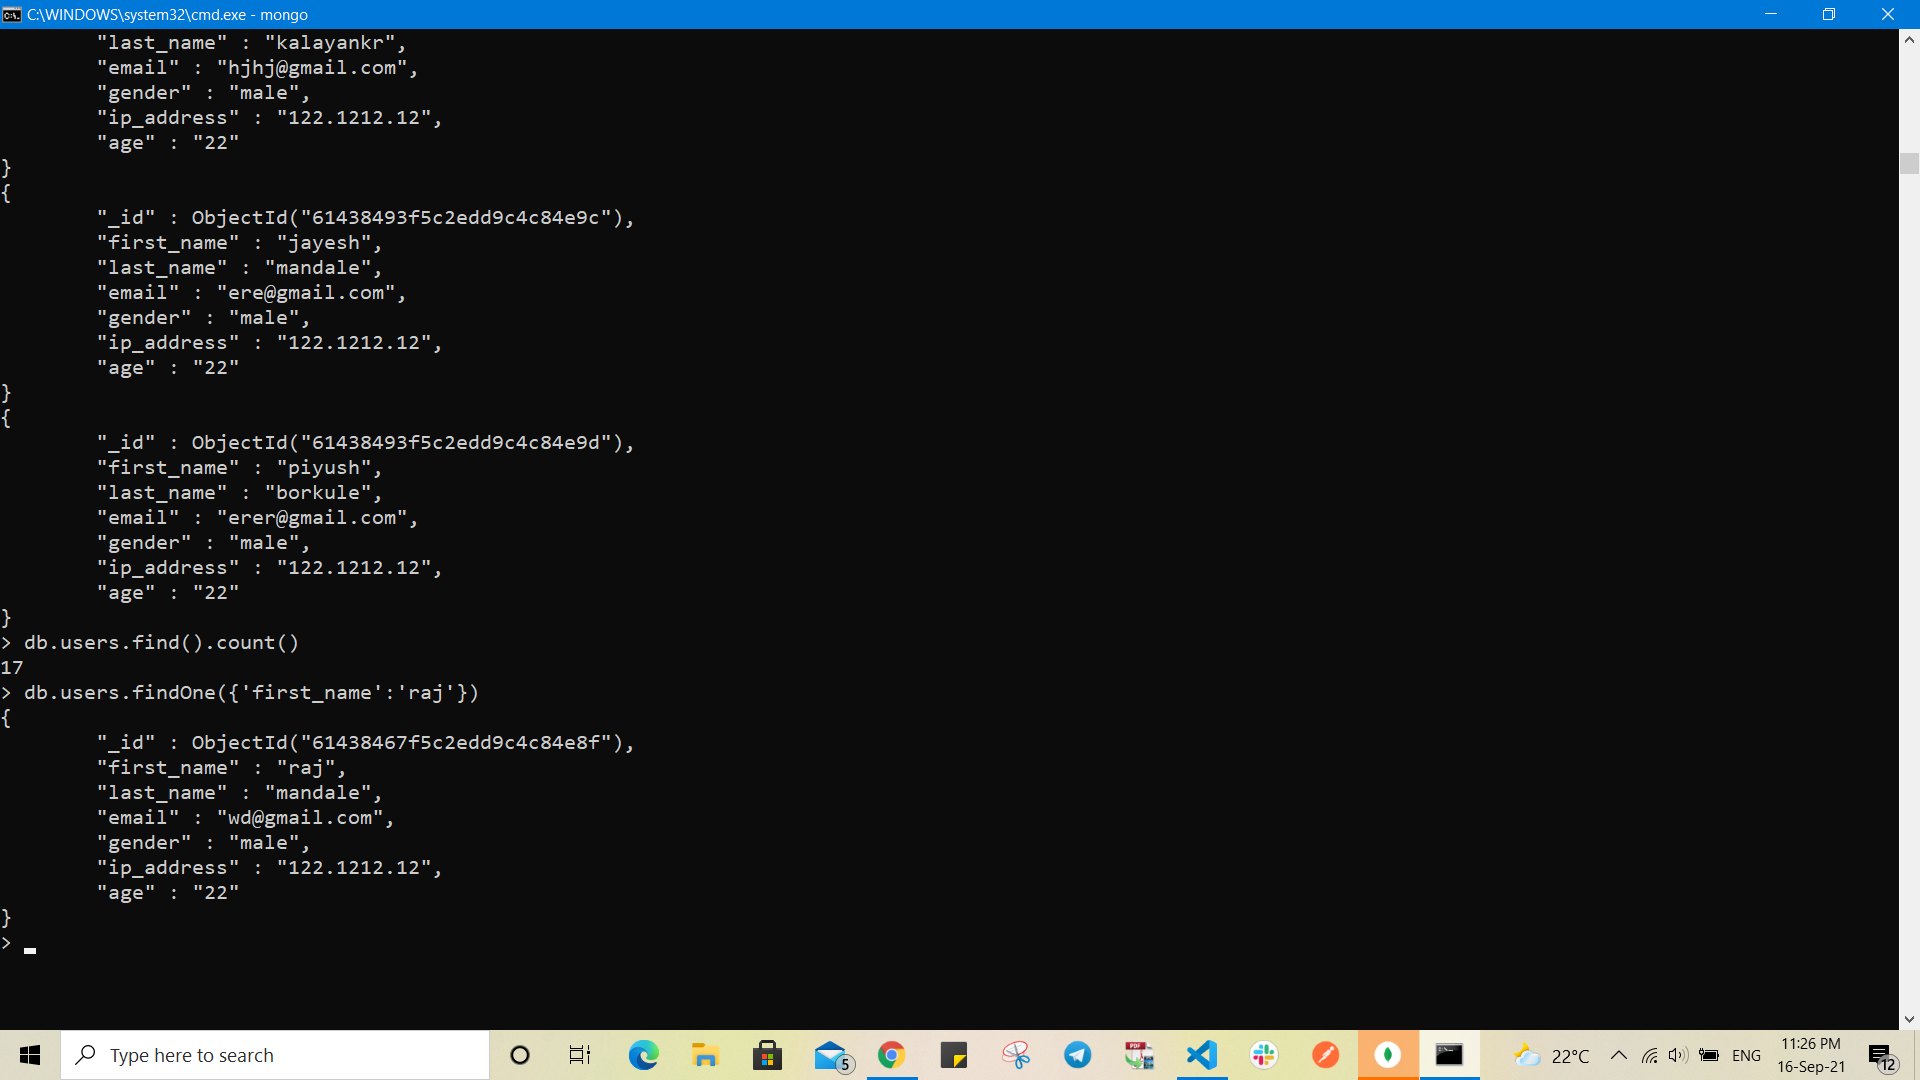 C:\WINDOWS\system32\cmd.exe - mongo
"last_name" : "kalayankr",
"email" : "hjhj@gmail.com",
"gender" : "male",
"ip_address" : "122.1212.12",
"age" : "22"
}
{
"_id" : ObjectId("61438493f5c2edd9c4c84e9c"),
"first_name" : "jayesh",
"last_name" : "mandale",
"email" : "ere@gmail.com",
"gender" : "male",
"ip_address" : "122.1212.12",
"age" : "22"
}
{
"_id" : ObjectId("61438493f5c2edd9c4c84e9d"),
"first_name" : "piyush",
"last_name" : "borkule",
"email" : "erer@gmail.com",
"gender" : "male",
"ip_address" : "122.1212.12",
"age" : "22"
}
> db.users.find().count()
17
> db.users.findOne({'first_name':'raj'})
{
"_id" : ObjectId("61438467f5c2edd9c4c84e8f"),
"first_name" : "raj",
"last_name" : "mandale",
"email" : "wd@gmail.com",
"gender" : "male",
"ip_address" : "122.1212.12",
"age" : "22"
}
>
Type here to search
5
PDF
22°C
ENG
11:26 PM
16-Sep-21
12